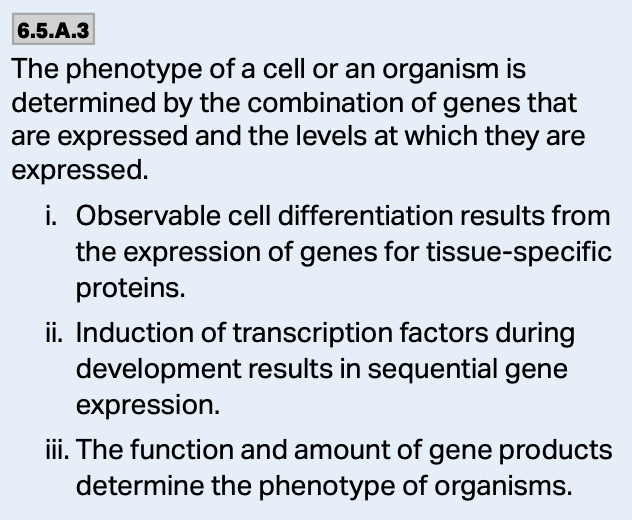 6.5.A.3
The phenotype of a cell or an organism is
determined by the combination of genes that
are expressed and the levels at which they are
expressed.
i. Observable cell differentiation results from
the expression of genes for tissue-specific
proteins.
ii. Induction of transcription factors during
development results in sequential gene
expression.
iii. The function and amount of gene products
determine the phenotype of organisms.